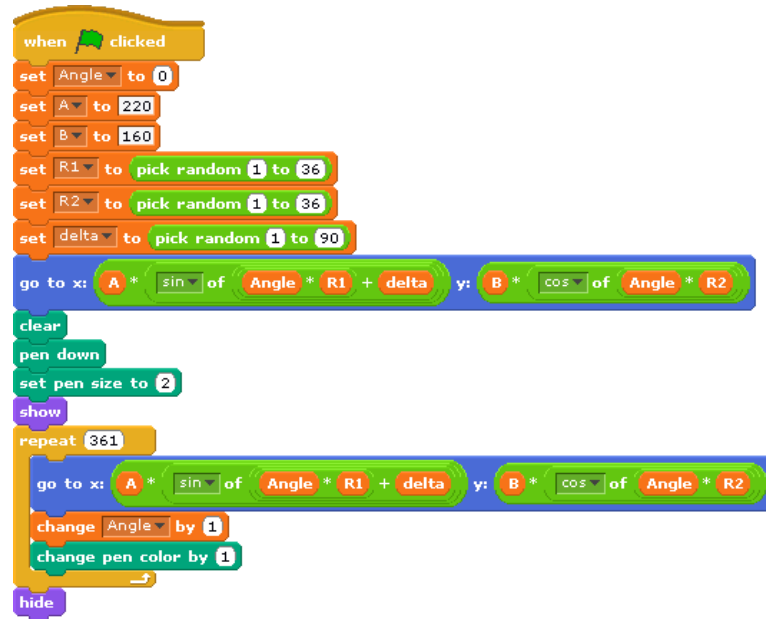 when clicked
set Angle to 0
set A to 220
set B to 160
set R1 to pick random 1 to 36
set R2 to pick random 1 to 36
set delta to pick random 1 to 90
go to x: A * sin of Angle * R1 + delta y: B * cos of Angle * R2
clear
pen down
set pen size to 2
show
repeat 361
go to x: A * sin of Angle * R1 + delta y: B * cos of Angle * R2
change Angle by 1
change pen color by 1
hide